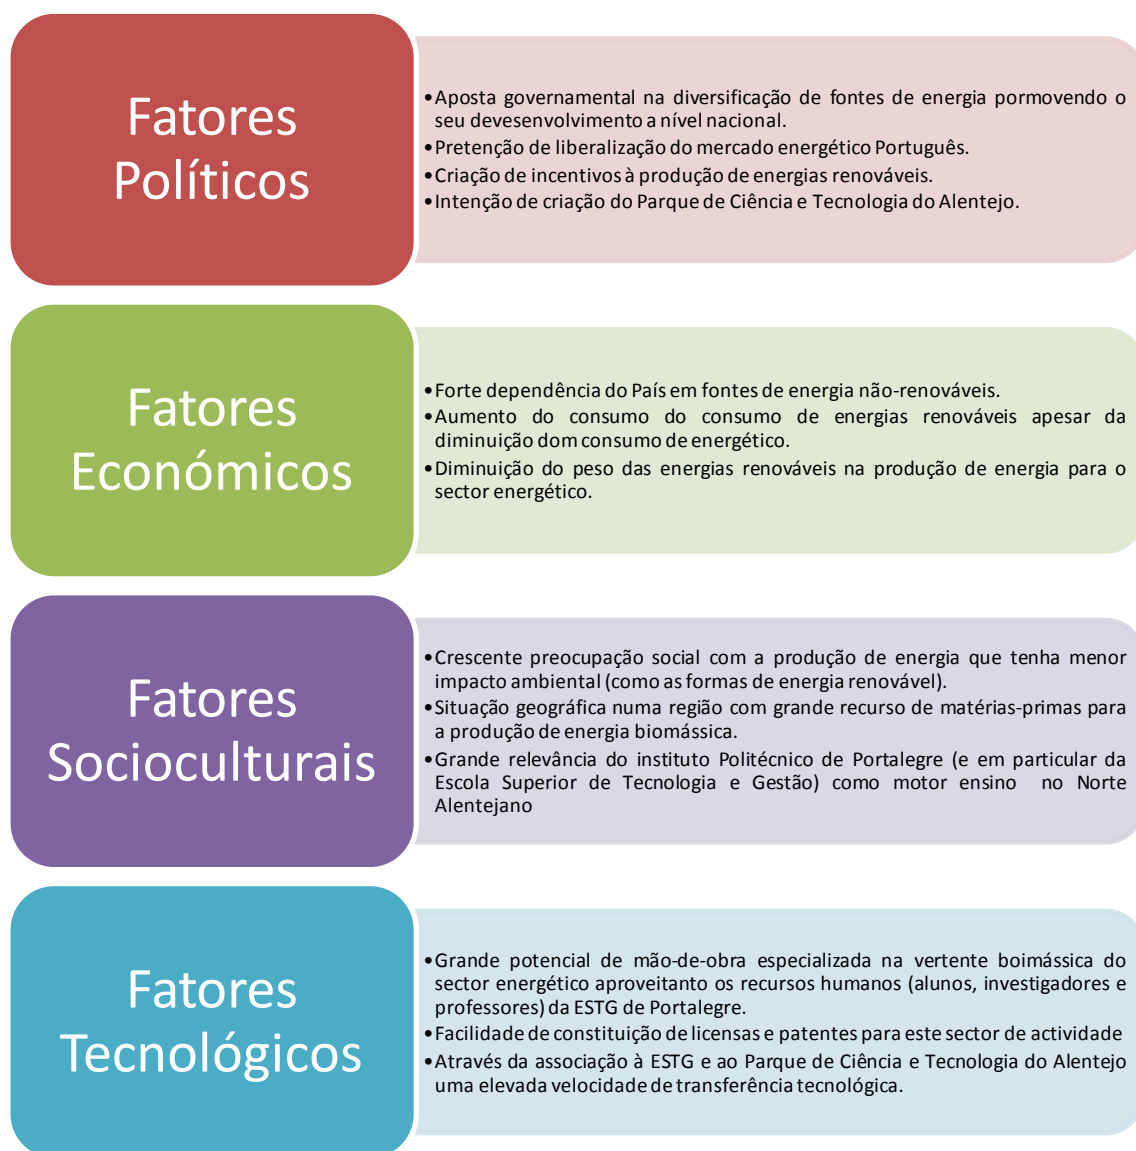 Fatores
Políticos
•Aposta governamental na diversificação de fontes de energia pormovendo o
seu devesenvolvimento a nível nacional.
•Pretenção de liberalização do mercado energético Português.
•Criação de incentivos à produção de energias renováveis.
•Intenção de criação do Parque de Ciência e Tecnologia do Alentejo.
Fatores
Económicos
•Forte dependência do País em fontes de energia não-renováveis.
•Aumento do consumo do consumo de energias renováveis apesar da
diminuição dom consumo de energético.
•Diminuição do peso das energias renováveis na produção de energia para o
sector energético.
Fatores
Socioculturais
•Crescente preocupação social com a produção de energia que tenha menor
impacto ambiental (como as formas de energia renovável).
•Situação geográfica numa região com grande recurso de matérias-primas para
a produção de energia biomássica.
•Grande relevância do instituto Politécnico de Portalegre (e em particular da
Escola Superior de Tecnologia e Gestão) como motor ensino no Norte
Alentejano
Fatores
Tecnológicos
•Grande potencial de mão-de-obra especializada na vertente boimássica do
sector energético aproveitanto os recursos humanos (alunos, investigadores e
professores) da ESTG de Portalegre.
•Facilidade de constituição de licensas e patentes para este sector de actividade
•Através da associação à ESTG e ao Parque de Ciência e Tecnologia do Alentejo
uma elevada velocidade de transferência tecnológica.